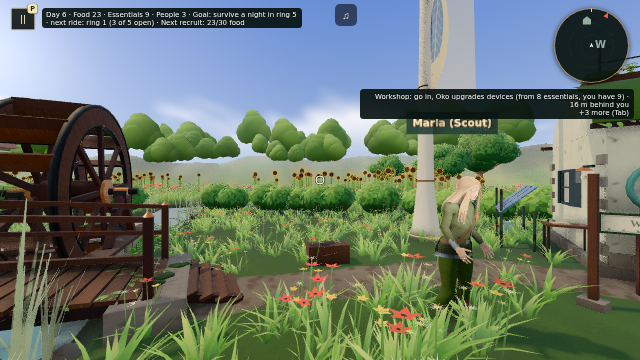 P
Day 6 · Food 23 · Essentials 9 · People 3 · Goal: survive a night in ring 5
· next ride: ring 1 (3 of 5 open) · Next recruit: 23/30 food
W
Workshop: go in, Oko upgrades devices (from 8 essentials, you have 9) ·
16 m behind you
+3 more (Tab)
Maria (Scout)